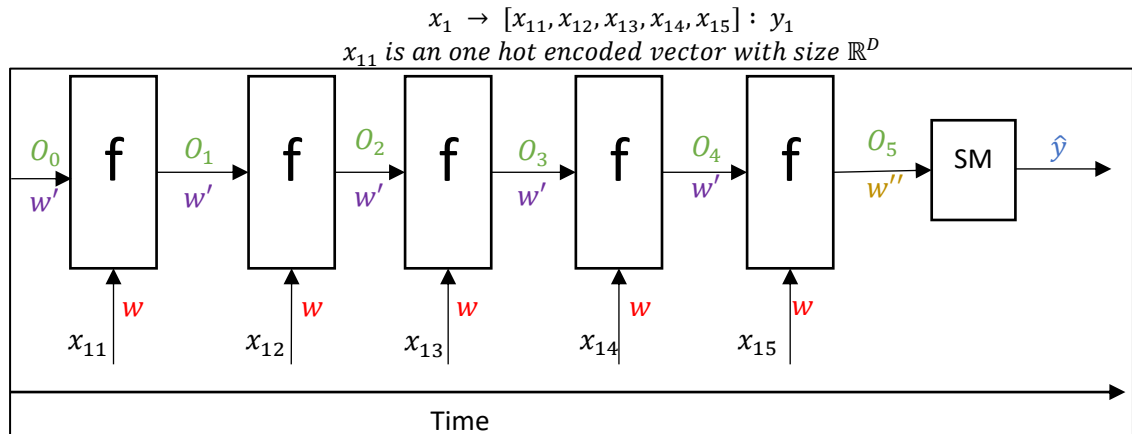 x₁ → [x₁₁, x₁₂, x₁₃, x₁₄, x₁₅] : y₁
x₁₁ is an one hot encoded vector with size ℝᴰ
O₀ f O₁ f O₂ f O₃ f O₄ f O₅ SM ŷ
w′ w′ w′ w′ w′ w′′
w w w w w
x₁₁ x₁₂ x₁₃ x₁₄ x₁₅
Time